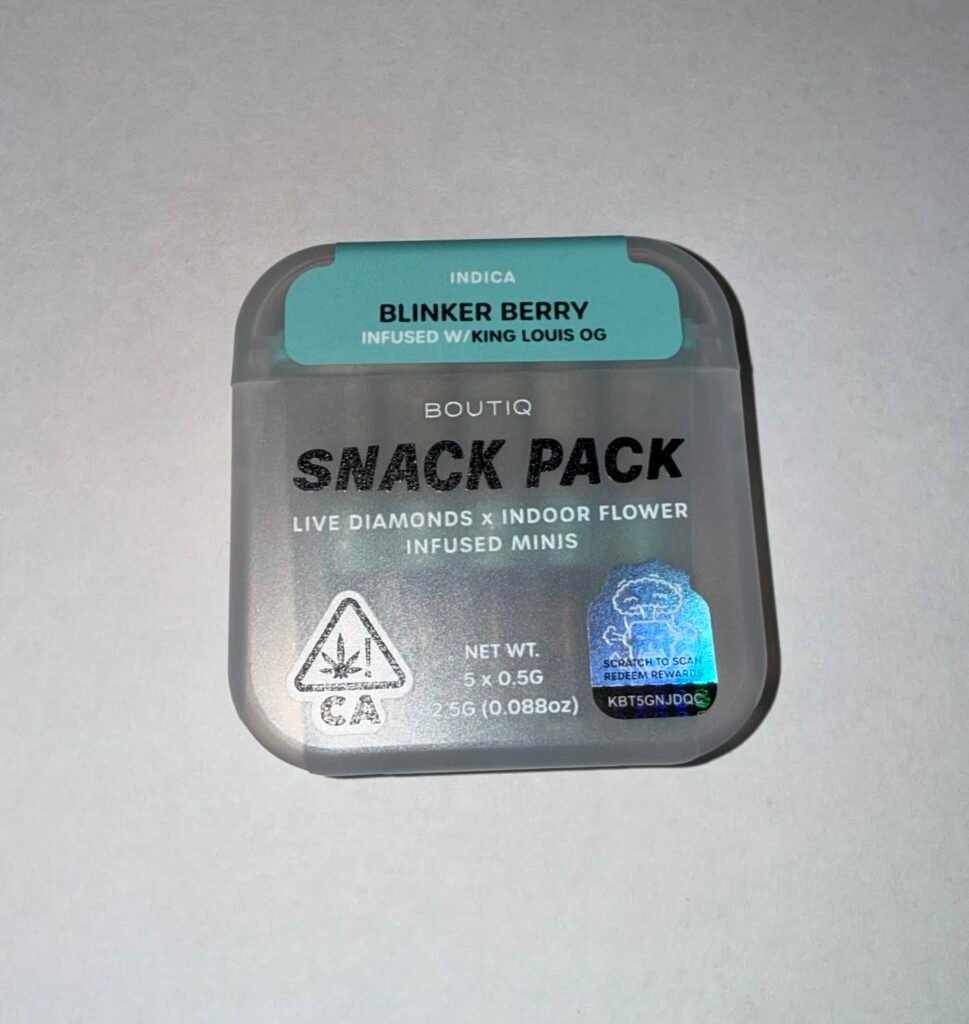 INDICA
BLINKER BERRY
INFUSED W/KING LOUIS OG
BOUTIQ
SNACK PACK
LIVE DIAMONDS x INDOOR FLOWER
INFUSED MINIS
!
CA
NET WT.
5 x 0.5G
2.5G (0.088oz)
SCRATCH TO SCAN
REDEEM REWARDS
KBT5GNJDQC